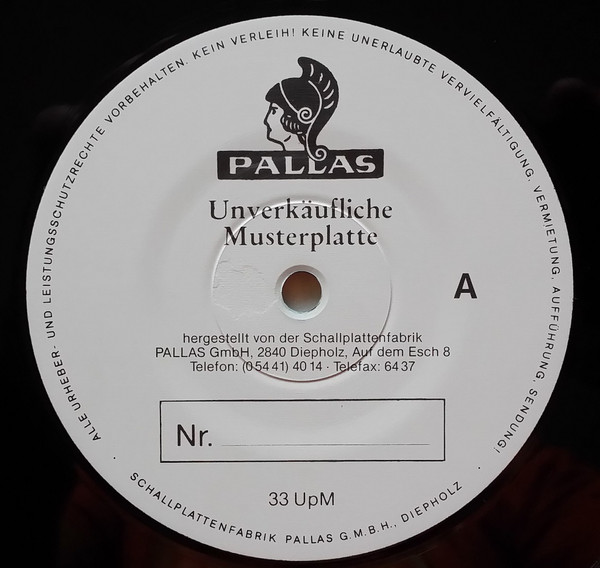 ALLE URHEBER- UND LEISTUNGSSCHUTZRECHTE VORBEHALTEN. KEIN VERLEIH! KEINE UNERLAUBTE VERVIELFÄLTIGUNG, VERMIETUNG, AUFFÜHRUNG, SENDUNG!
PALLAS
Unverkäufliche
Musterplatte
A
hergestellt von der Schallplattenfabrik
PALLAS GmbH, 2840 Diepholz, Auf dem Esch 8
Telefon: (0 54 41) 40 14 · Telefax: 64 37
Nr.
33 UpM
· SCHALLPLATTENFABRIK PALLAS G.M.B.H., DIEPHOLZ ·